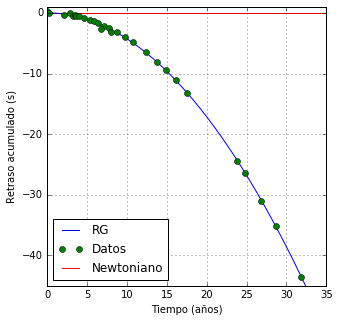 0
−10
−20
−30
−40
Retraso acumulado (s)
RG
Datos
Newtoniano
0 5 10 15 20 25 30 35
Tiempo (años)